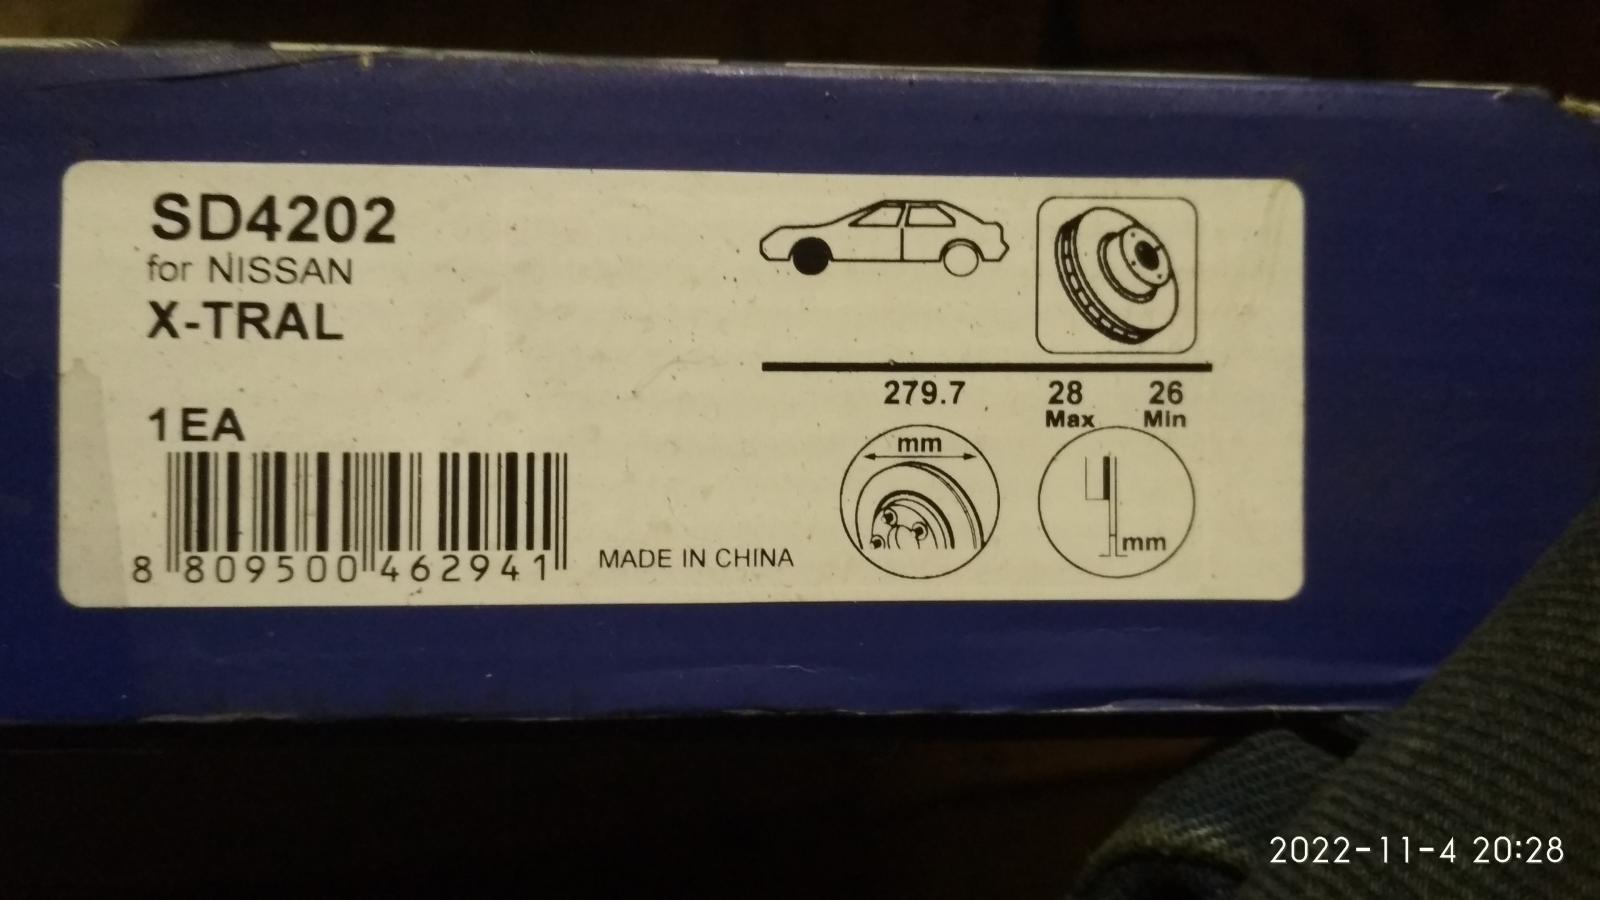 SD4202
for NISSAN
X-TRAL
1EA
8 809500 462941
MADE IN CHINA
279.7
28
Max
26
Min
mm
mm
2022-11-4 20:28